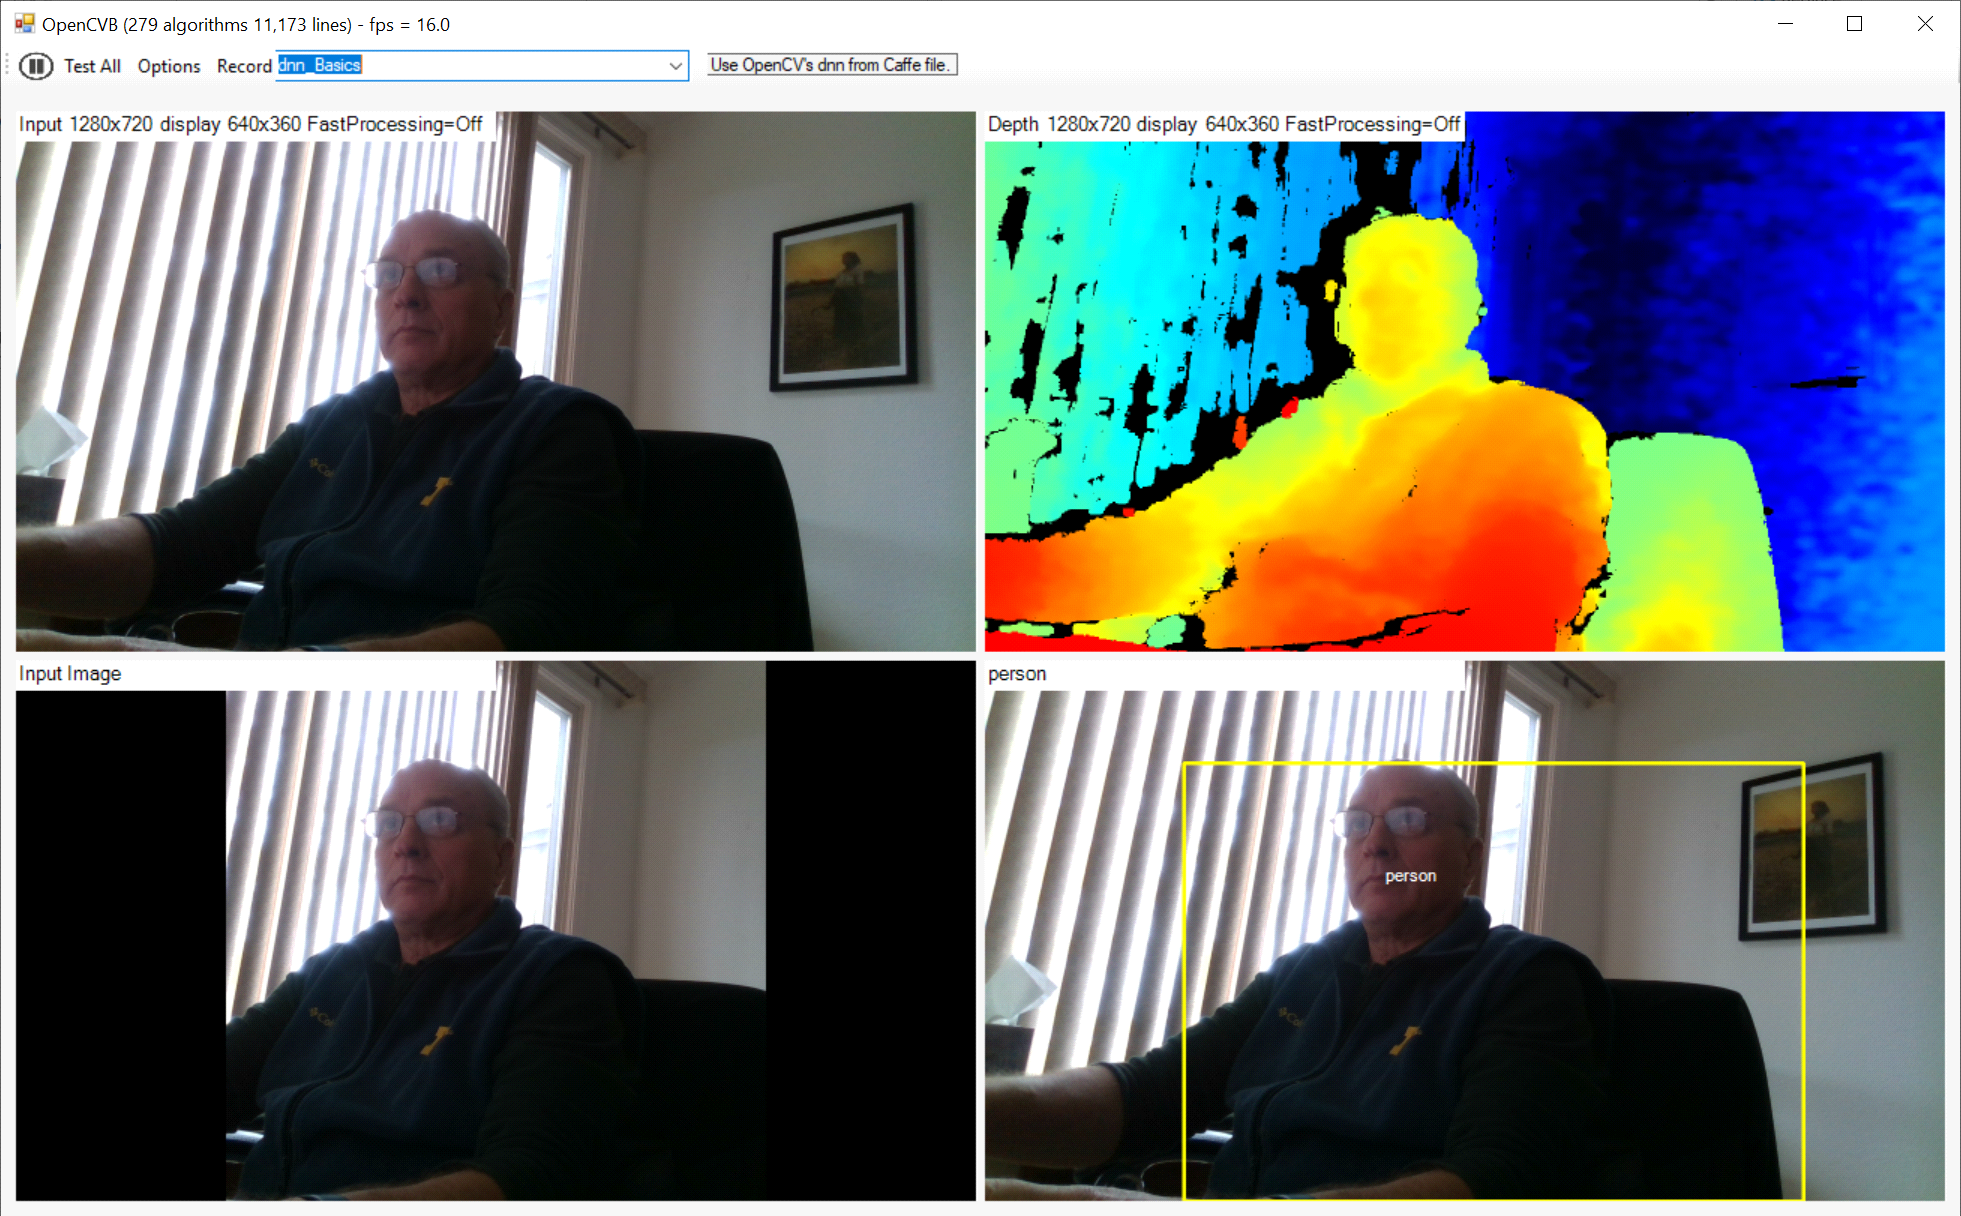 OpenCVB (279 algorithms 11,173 lines) - fps = 16.0
Test All Options Record dnn_Basics Use OpenCV's dnn from Caffe file.
Input 1280x720 display 640x360 FastProcessing=Off
Depth 1280x720 display 640x360 FastProcessing=Off
Input Image
person
person